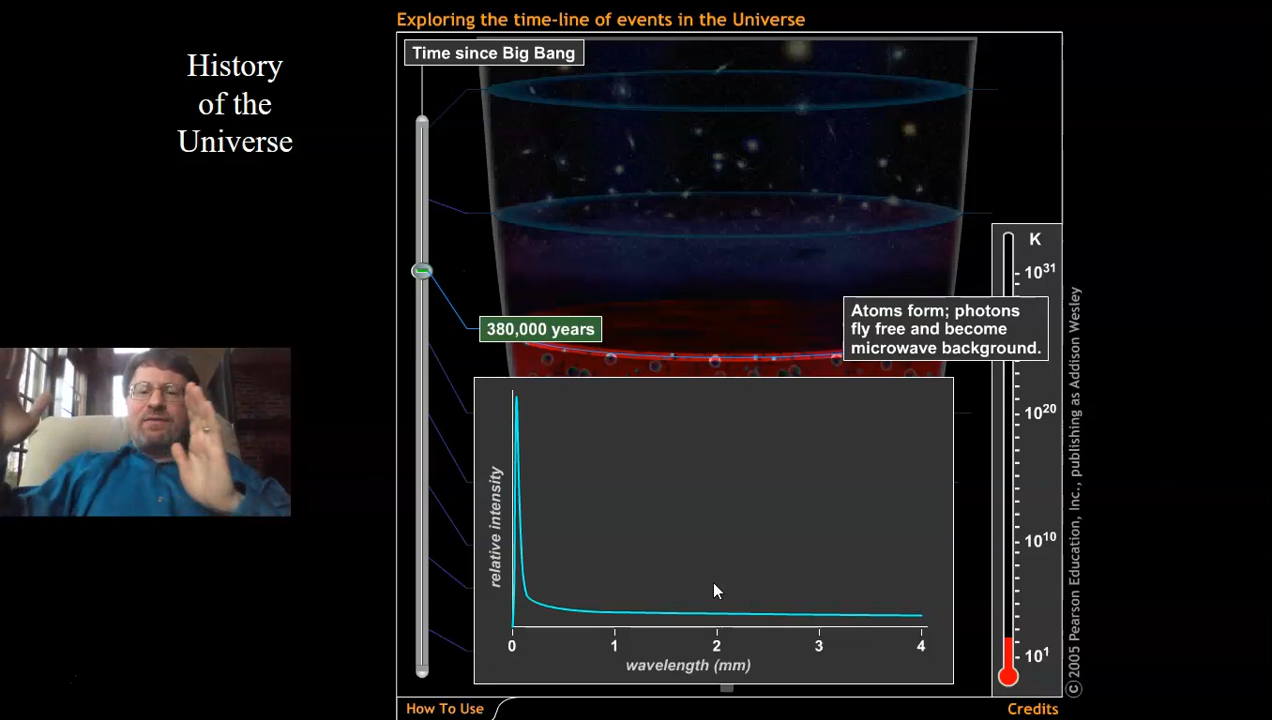 Exploring the time-line of events in the Universe
History
of the
Universe
Time since Big Bang
K
10^31
380,000 years
Atoms form; photons
fly free and become
microwave background.
10^20
10^10
10^1
relative intensity
0 1 2 3 4
wavelength (mm)
© 2005 Pearson Education, Inc., publishing as Addison Wesley
How To Use
Credits